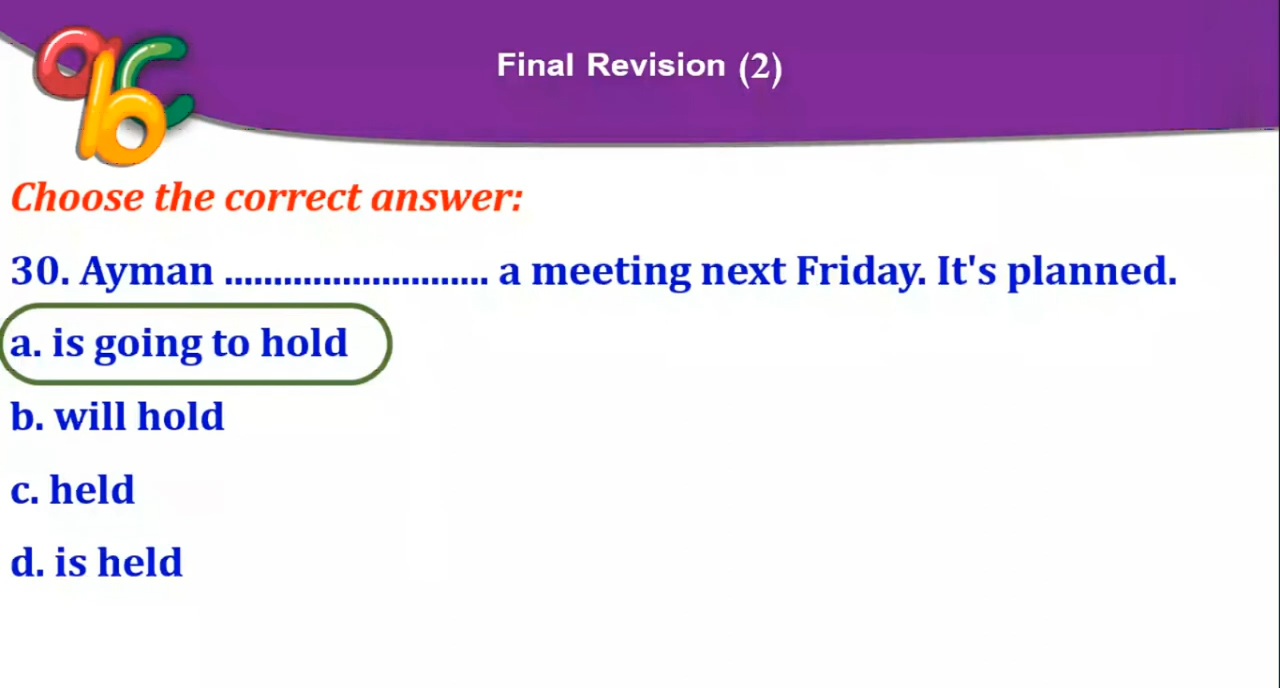 abc
Final Revision (2)
Choose the correct answer:
30. Ayman ........................... a meeting next Friday. It's planned.
a. is going to hold
b. will hold
c. held
d. is held